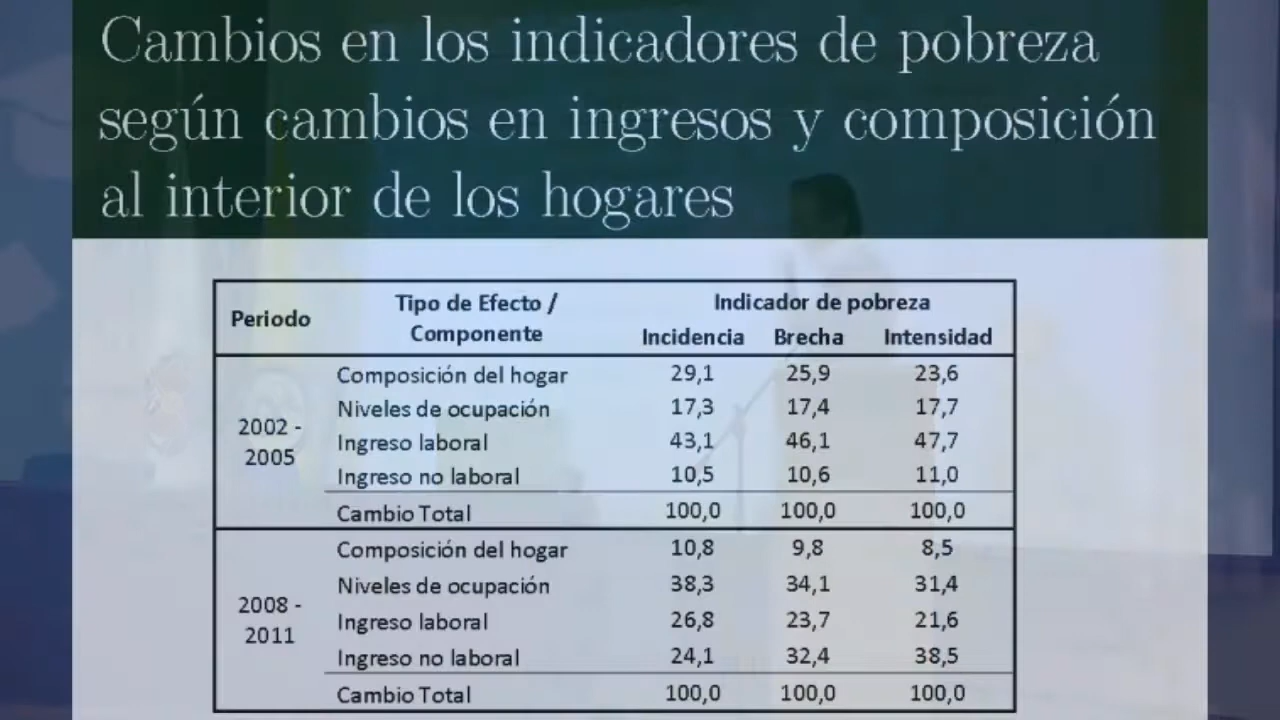 Cambios en los indicadores de pobreza
según cambios en ingresos y composición
al interior de los hogares
Periodo Tipo de Efecto / Componente Indicador de pobreza
Incidencia Brecha Intensidad
2002 - 2005
Composición del hogar 29,1 25,9 23,6
Niveles de ocupación 17,3 17,4 17,7
Ingreso laboral 43,1 46,1 47,7
Ingreso no laboral 10,5 10,6 11,0
Cambio Total 100,0 100,0 100,0
2008 - 2011
Composición del hogar 10,8 9,8 8,5
Niveles de ocupación 38,3 34,1 31,4
Ingreso laboral 26,8 23,7 21,6
Ingreso no laboral 24,1 32,4 38,5
Cambio Total 100,0 100,0 100,0